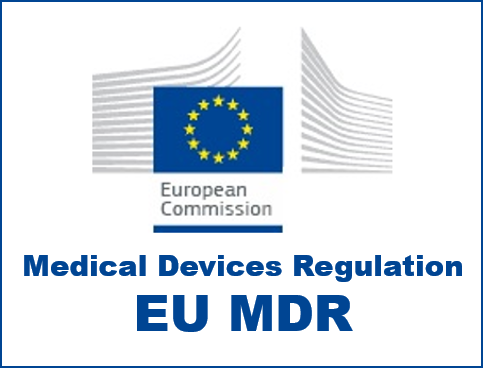 European
Commission
Medical Devices Regulation
EU MDR